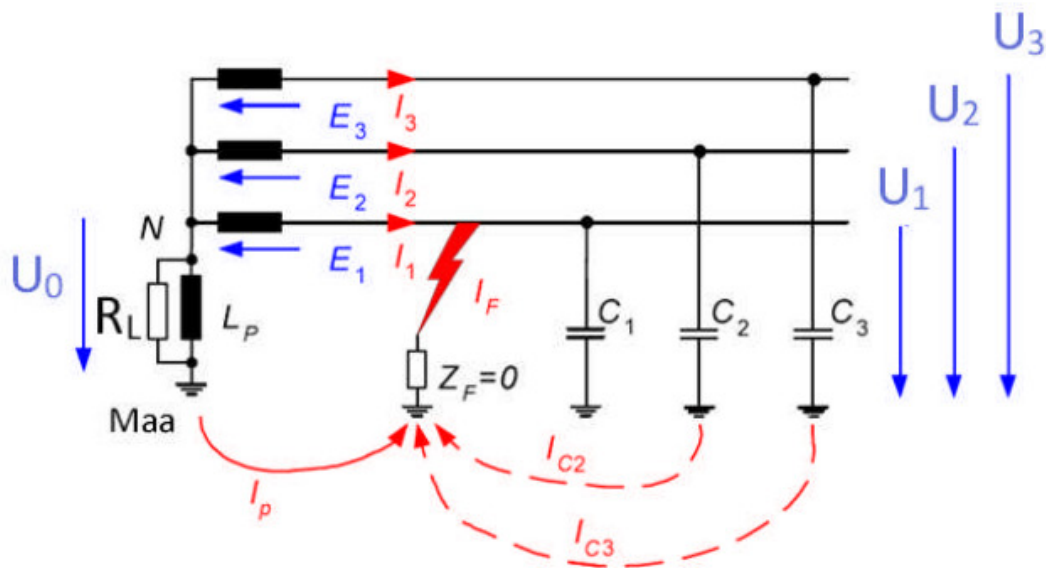 U3
U2
U1
E3
I3
E2
I2
N
E1
I1
U0
RL
LP
IF
C1
C2
C3
ZF=0
Maa
IC2
Ip
IC3